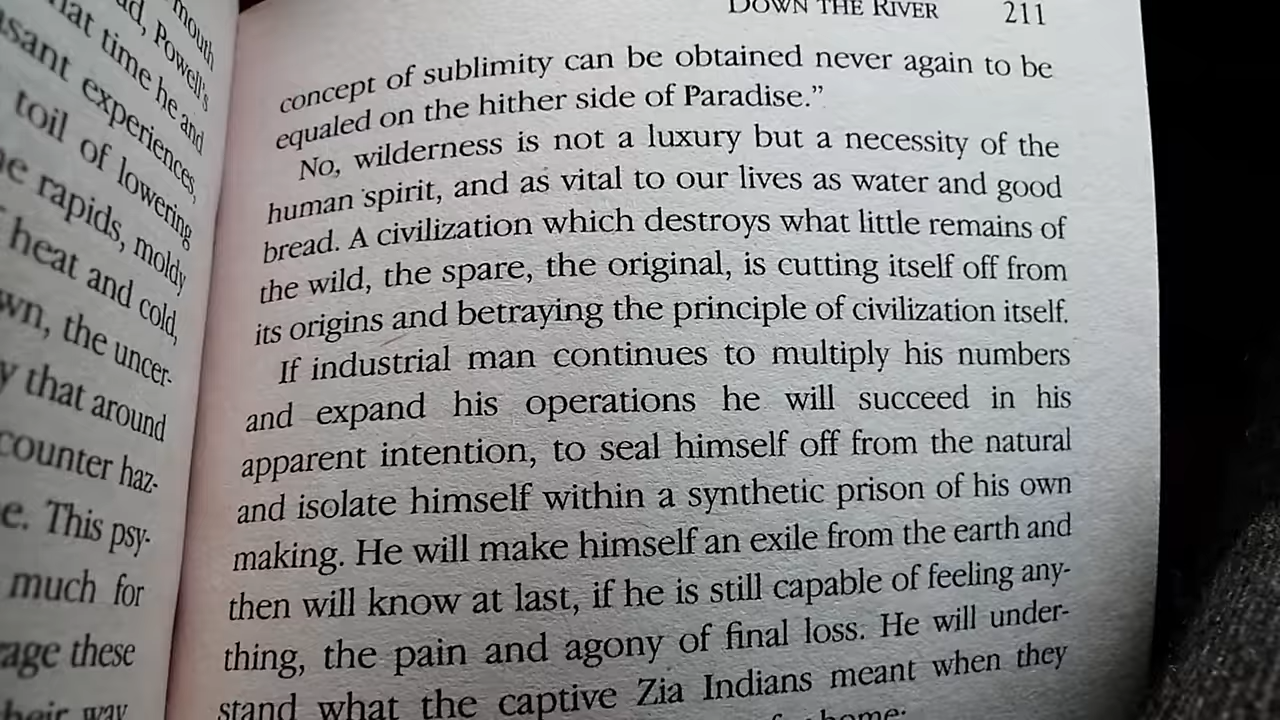 mouth
Powell's
that time he and
experiences,
toil of lowering
rapids, moldy
heat and cold,
the uncer-
that around
counter haz-
This psy-
much for
these
way
DOWN THE RIVER 211
concept of sublimity can be obtained never again to be
equaled on the hither side of Paradise.”
No, wilderness is not a luxury but a necessity of the
human spirit, and as vital to our lives as water and good
bread. A civilization which destroys what little remains of
the wild, the spare, the original, is cutting itself off from
its origins and betraying the principle of civilization itself.
If industrial man continues to multiply his numbers
and expand his operations he will succeed in his
apparent intention, to seal himself off from the natural
and isolate himself within a synthetic prison of his own
making. He will make himself an exile from the earth and
then will know at last, if he is still capable of feeling any-
thing, the pain and agony of final loss. He will under-
stand what the captive Zia Indians meant when they
home: